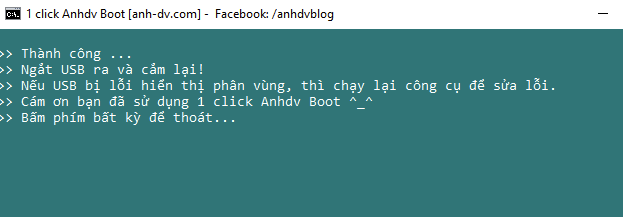 1 click Anhdv Boot [anh-dv.com] - Facebook: /anhdvblog
>> Thành công ...
>> Ngắt USB ra và cắm lại!
>> Nếu USB bị lỗi hiển thị phân vùng, thì chạy lại công cụ để sửa lỗi.
>> Cám ơn bạn đã sử dụng 1 click Anhdv Boot ^_^
>> Bấm phím bất kỳ để thoát...